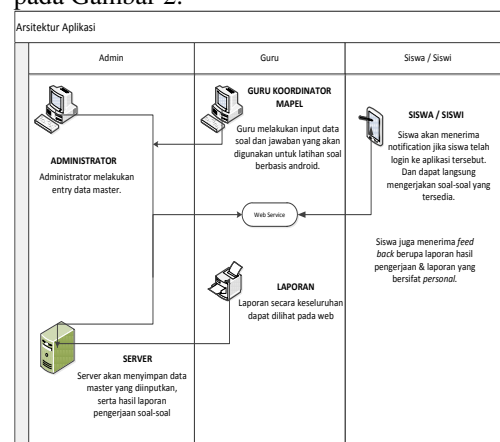 pada Gambar 2.
Arsitektur Aplikasi
Admin
Guru
Siswa / Siswi
ADMINISTRATOR
Administrator melakukan
entry data master.
GURU KOORDINATOR
MAPEL
Guru melakukan input data
soal dan jawaban yang akan
digunakan untuk latihan soal
berbasis android.
SISWA / SISWI
Siswa akan menerima
notification jika siswa telah
login ke aplikasi tersebut.
Dan dapat langsung
mengerjakan soal-soal yang
tersedia.
Web Service
Siswa juga menerima feed
back berupa laporan hasil
pengerjaan & laporan yang
bersifat personal.
LAPORAN
Laporan secara keseluruhan
dapat dilihat pada web
SERVER
Server akan menyimpan data
master yang diinputkan,
serta hasil laporan
pengerjaan soal-soal